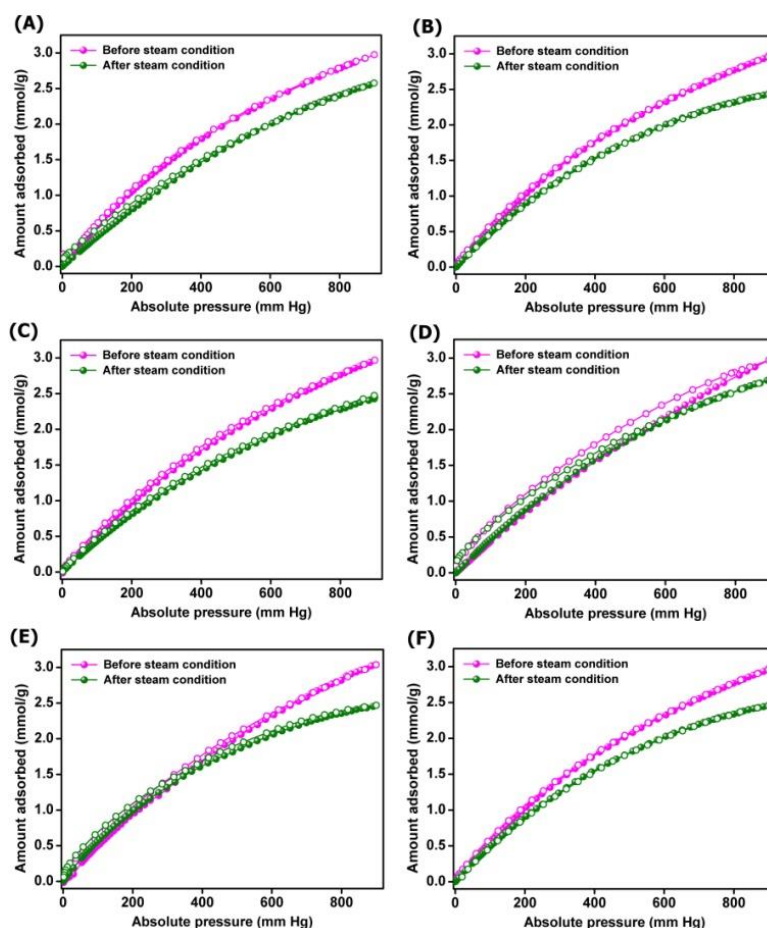 (A)
Before steam condition
After steam condition
Amount adsorbed (mmol/g)
3.0
2.5
2.0
1.5
1.0
0.5
0.0
0 200 400 600 800
Absolute pressure (mm Hg)
(B)
Before steam condition
After steam condition
Amount adsorbed (mmol/g)
3.0
2.5
2.0
1.5
1.0
0.5
0.0
0 200 400 600 800
Absolute pressure (mm Hg)
(C)
Before steam condition
After steam condition
Amount adsorbed (mmol/g)
3.0
2.5
2.0
1.5
1.0
0.5
0.0
0 200 400 600 800
Absolute pressure (mm Hg)
(D)
Before steam condition
After steam condition
Amount adsorbed (mmol/g)
3.0
2.5
2.0
1.5
1.0
0.5
0.0
0 200 400 600 800
Absolute pressure (mm Hg)
(E)
Before steam condition
After steam condition
Amount adsorbed (mmol/g)
3.0
2.5
2.0
1.5
1.0
0.5
0.0
0 200 400 600 800
Absolute pressure (mm Hg)
(F)
Before steam condition
After steam condition
Amount adsorbed (mmol/g)
3.0
2.5
2.0
1.5
1.0
0.5
0.0
0 200 400 600 800
Absolute pressure (mm Hg)